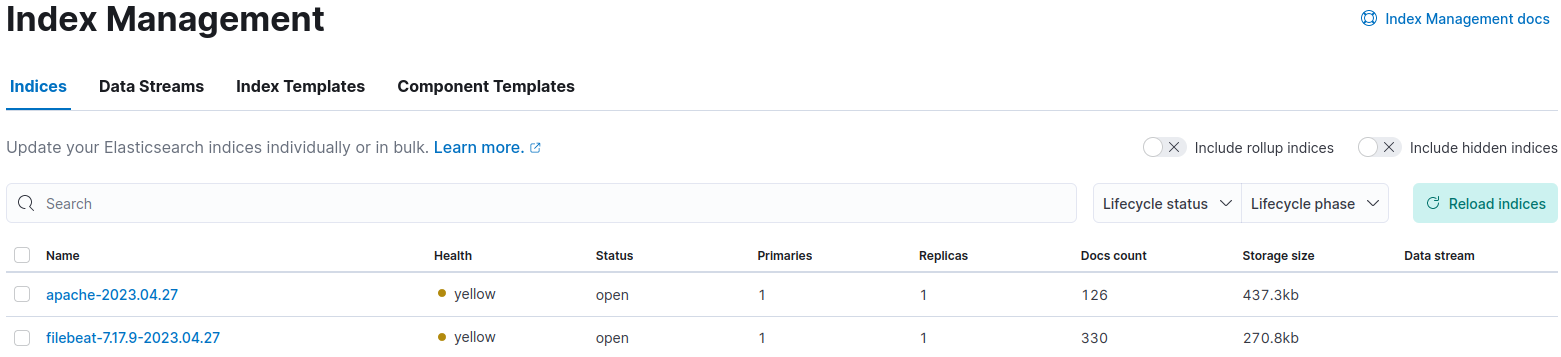 Index Management
Index Management docs
Indices Data Streams Index Templates Component Templates
Update your Elasticsearch indices individually or in bulk. Learn more. Include rollup indices Include hidden indices
Search Lifecycle status Lifecycle phase Reload indices
Name Health Status Primaries Replicas Docs count Storage size Data stream
apache-2023.04.27 yellow open 1 1 126 437.3kb
filebeat-7.17.9-2023.04.27 yellow open 1 1 330 270.8kb